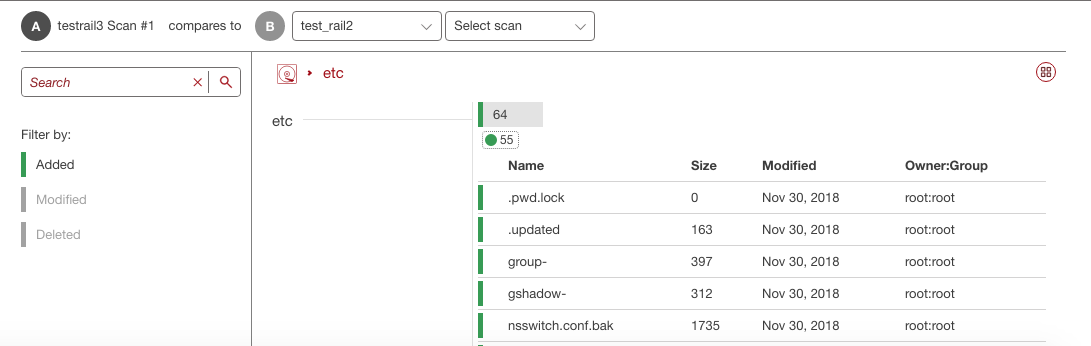 A testrail3 Scan #1 compares to B test_rail2 Select scan
Search
etc
Filter by:
Added
Modified
Deleted
etc
64
55
Name Size Modified Owner:Group
.pwd.lock 0 Nov 30, 2018 root:root
.updated 163 Nov 30, 2018 root:root
group- 397 Nov 30, 2018 root:root
gshadow- 312 Nov 30, 2018 root:root
nsswitch.conf.bak 1735 Nov 30, 2018 root:root